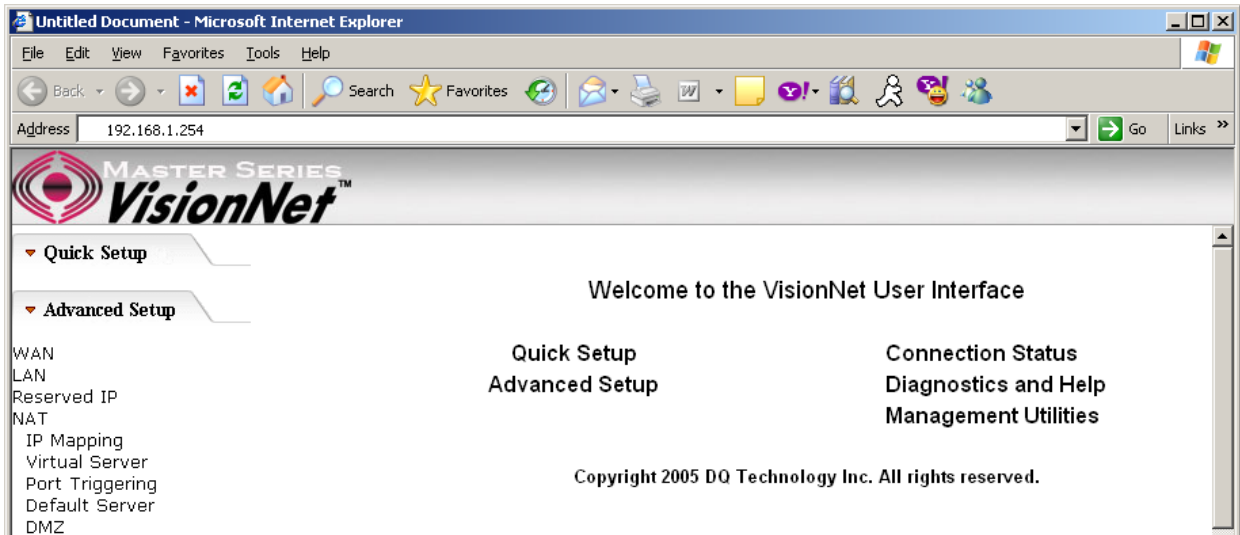 Untitled Document - Microsoft Internet Explorer
File Edit View Favorites Tools Help
Back Search Favorites
Address 192.168.1.254 Go Links »
MASTER SERIES
VisionNet™
Quick Setup
Advanced Setup
WAN
LAN
Reserved IP
NAT
IP Mapping
Virtual Server
Port Triggering
Default Server
DMZ
Welcome to the VisionNet User Interface
Quick Setup Connection Status
Advanced Setup Diagnostics and Help
Management Utilities
Copyright 2005 DQ Technology Inc. All rights reserved.